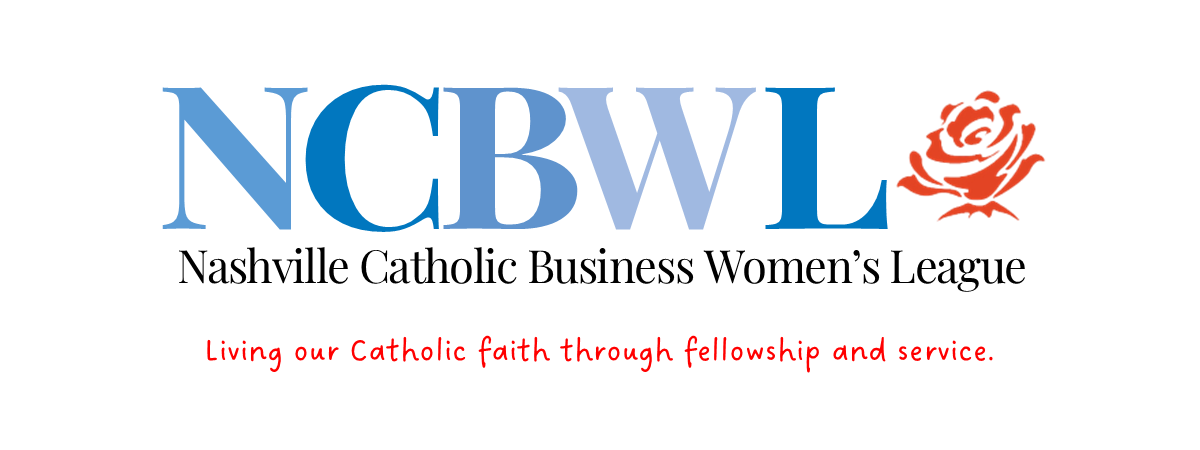 NCBWL
Nashville Catholic Business Women’s League
Living our Catholic faith through fellowship and service.